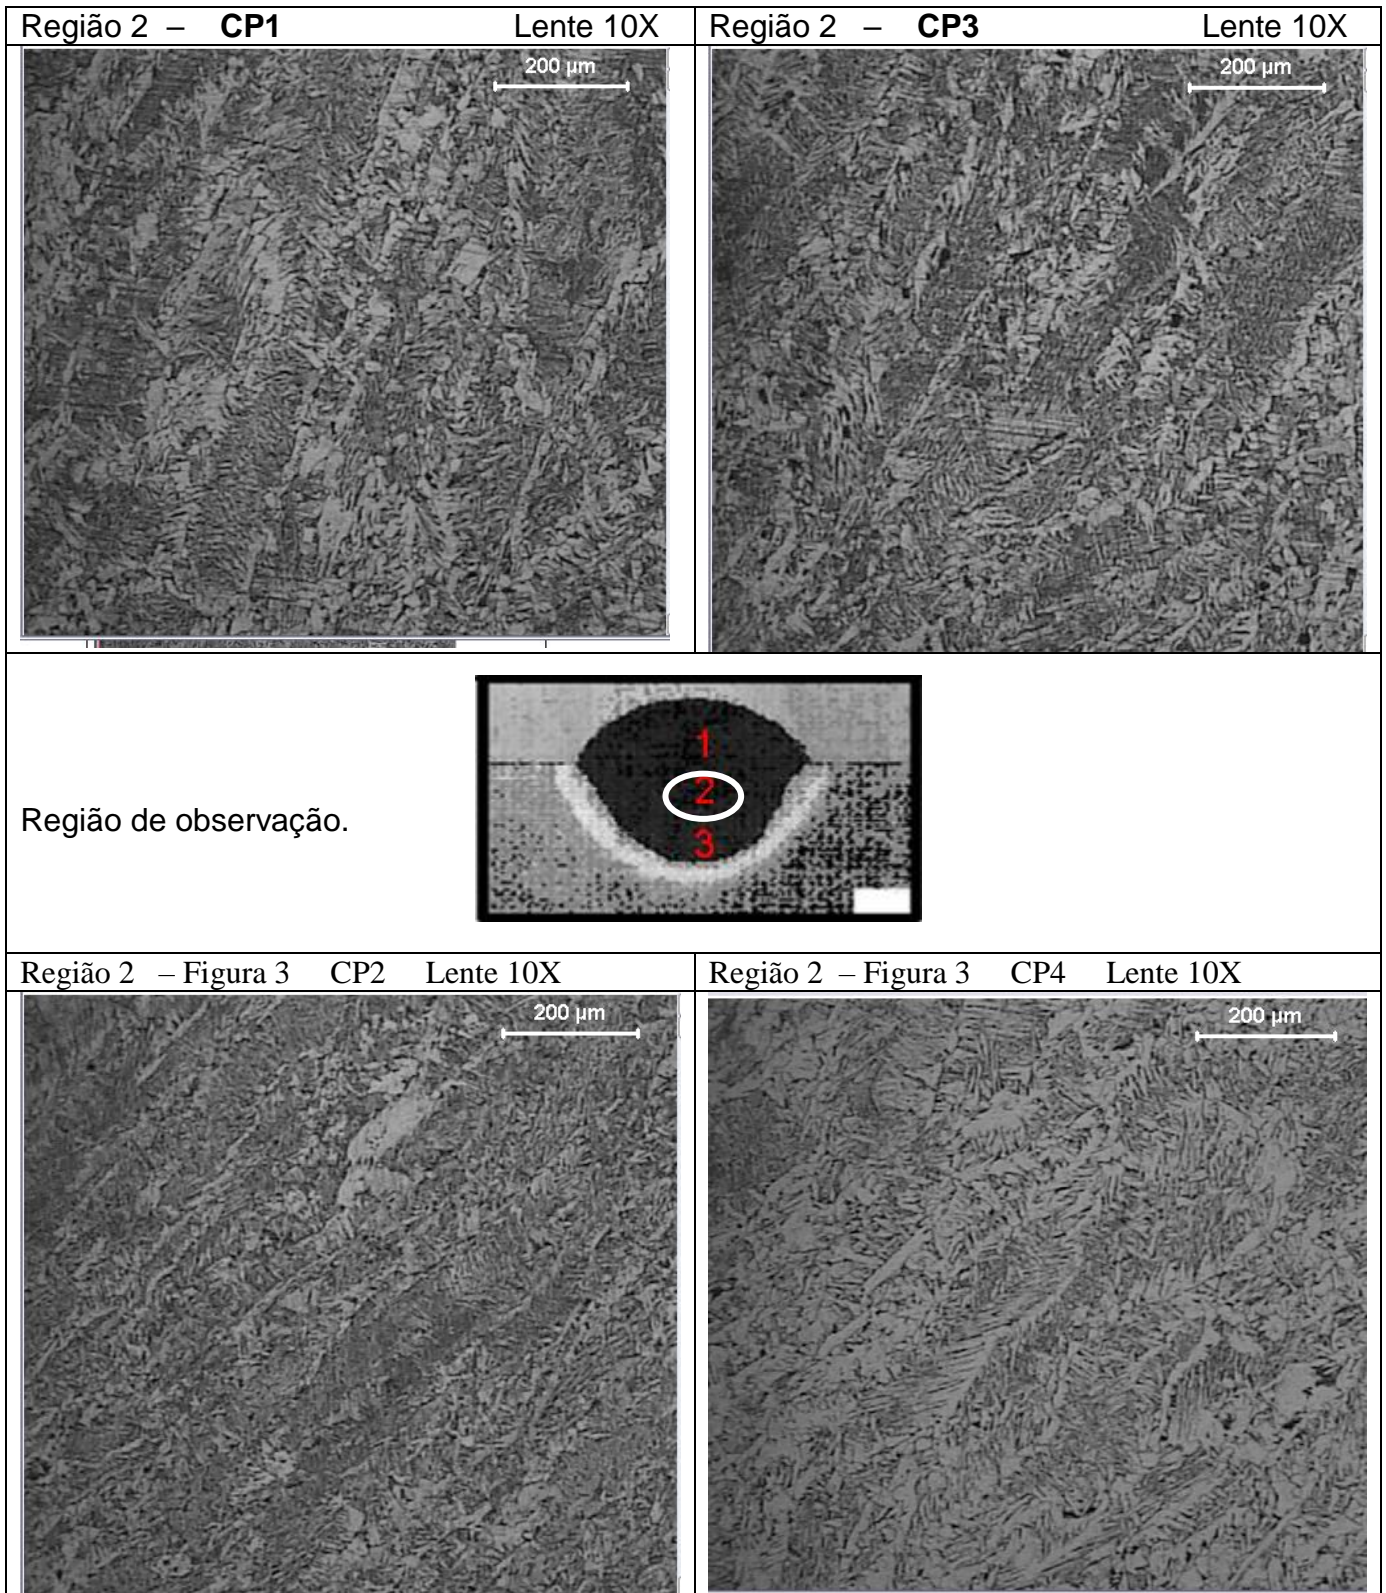 Região 2 – CP1 Lente 10X
Região 2 – CP3 Lente 10X
200 µm
200 µm
1
2
3
Região de observação.
Região 2 – Figura 3 CP2 Lente 10X
Região 2 – Figura 3 CP4 Lente 10X
200 µm
200 µm